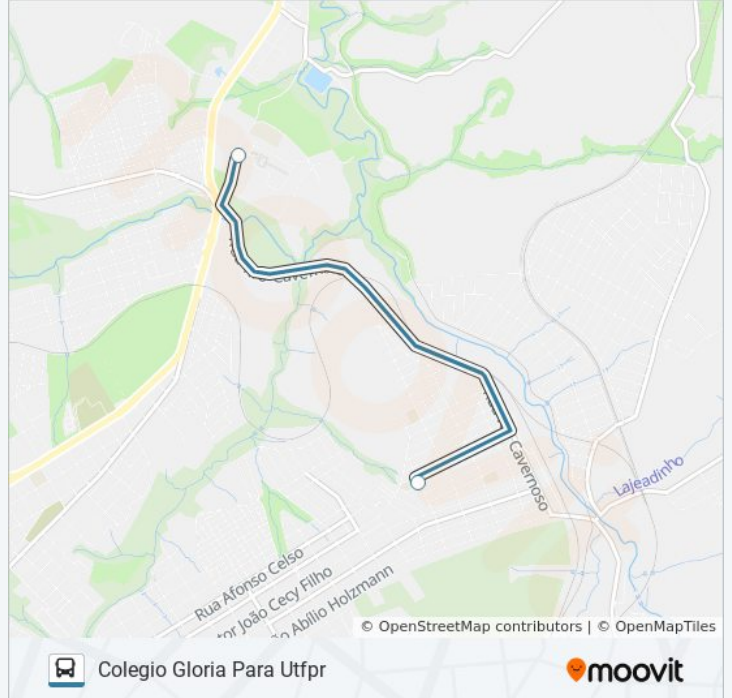 Cavernoso
Lajeadinho
Rua Afonso Celso
tor João Cecy Filho
o Abílio Holzmann
© OpenStreetMap contributors | © OpenMapTiles
Colegio Gloria Para Utfpr
moovit